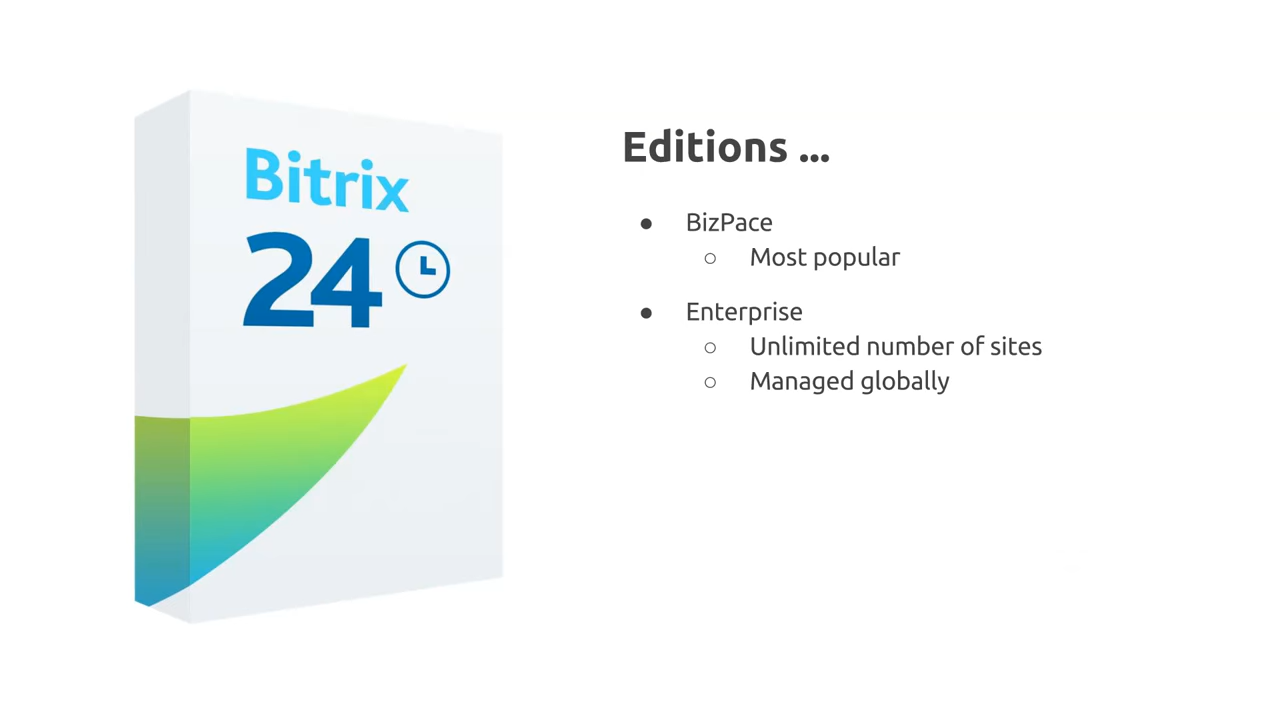 Bitrix
24
Editions ...
● BizPace
○ Most popular
● Enterprise
○ Unlimited number of sites
○ Managed globally